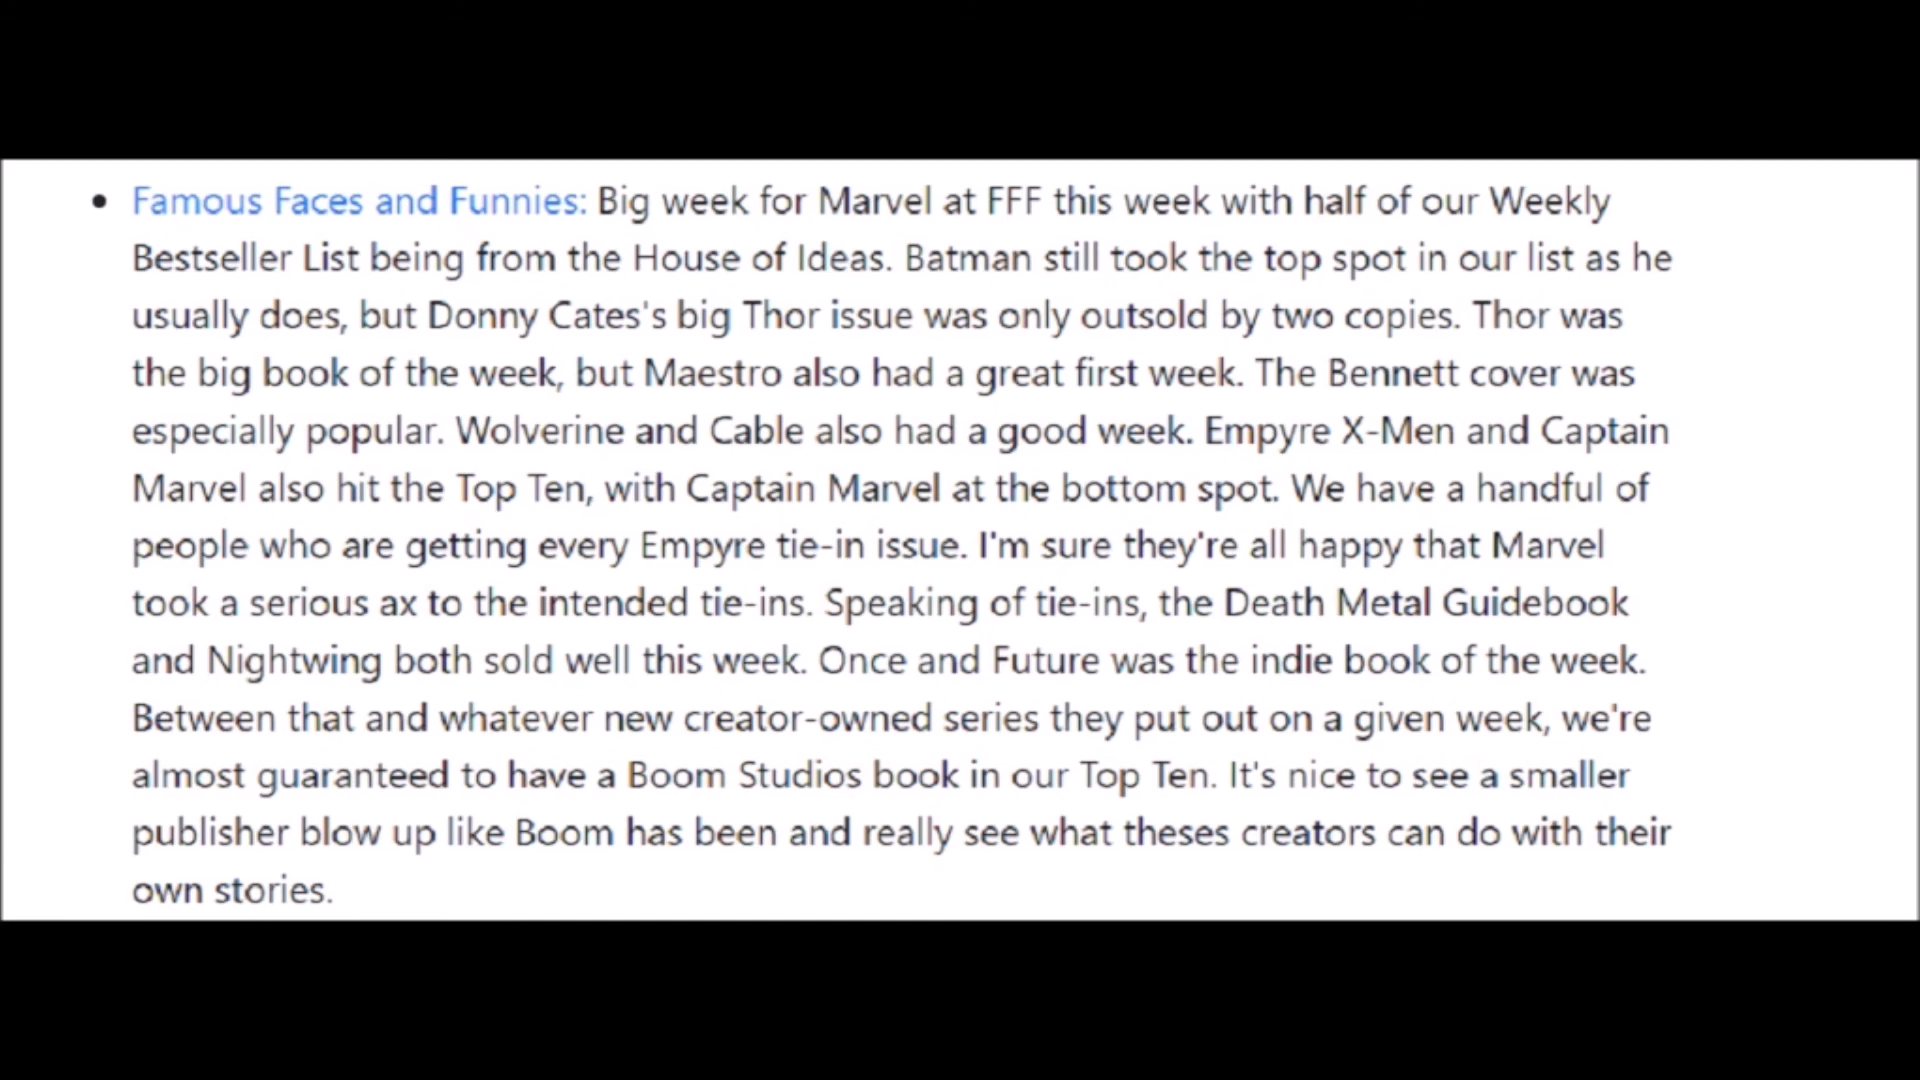 • Famous Faces and Funnies: Big week for Marvel at FFF this week with half of our Weekly
Bestseller List being from the House of Ideas. Batman still took the top spot in our list as he
usually does, but Donny Cates's big Thor issue was only outsold by two copies. Thor was
the big book of the week, but Maestro also had a great first week. The Bennett cover was
especially popular. Wolverine and Cable also had a good week. Empyre X-Men and Captain
Marvel also hit the Top Ten, with Captain Marvel at the bottom spot. We have a handful of
people who are getting every Empyre tie-in issue. I'm sure they're all happy that Marvel
took a serious ax to the intended tie-ins. Speaking of tie-ins, the Death Metal Guidebook
and Nightwing both sold well this week. Once and Future was the indie book of the week.
Between that and whatever new creator-owned series they put out on a given week, we're
almost guaranteed to have a Boom Studios book in our Top Ten. It's nice to see a smaller
publisher blow up like Boom has been and really see what theses creators can do with their
own stories.